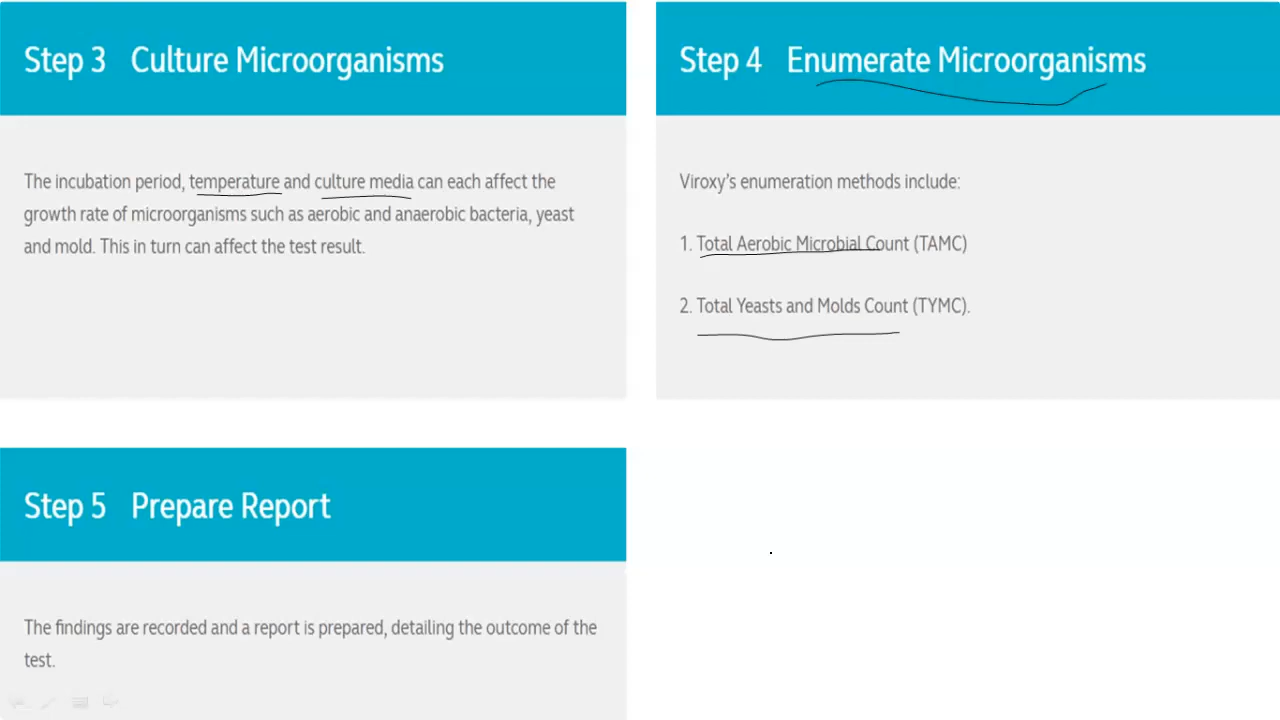 Step 3 Culture Microorganisms
The incubation period, temperature and culture media can each affect the
growth rate of microorganisms such as aerobic and anaerobic bacteria, yeast
and mold. This in turn can affect the test result.
Step 4 Enumerate Microorganisms
Viroxy's enumeration methods include:
1. Total Aerobic Microbial Count (TAMC)
2. Total Yeasts and Molds Count (TYMC).
Step 5 Prepare Report
The findings are recorded and a report is prepared, detailing the outcome of the
test.